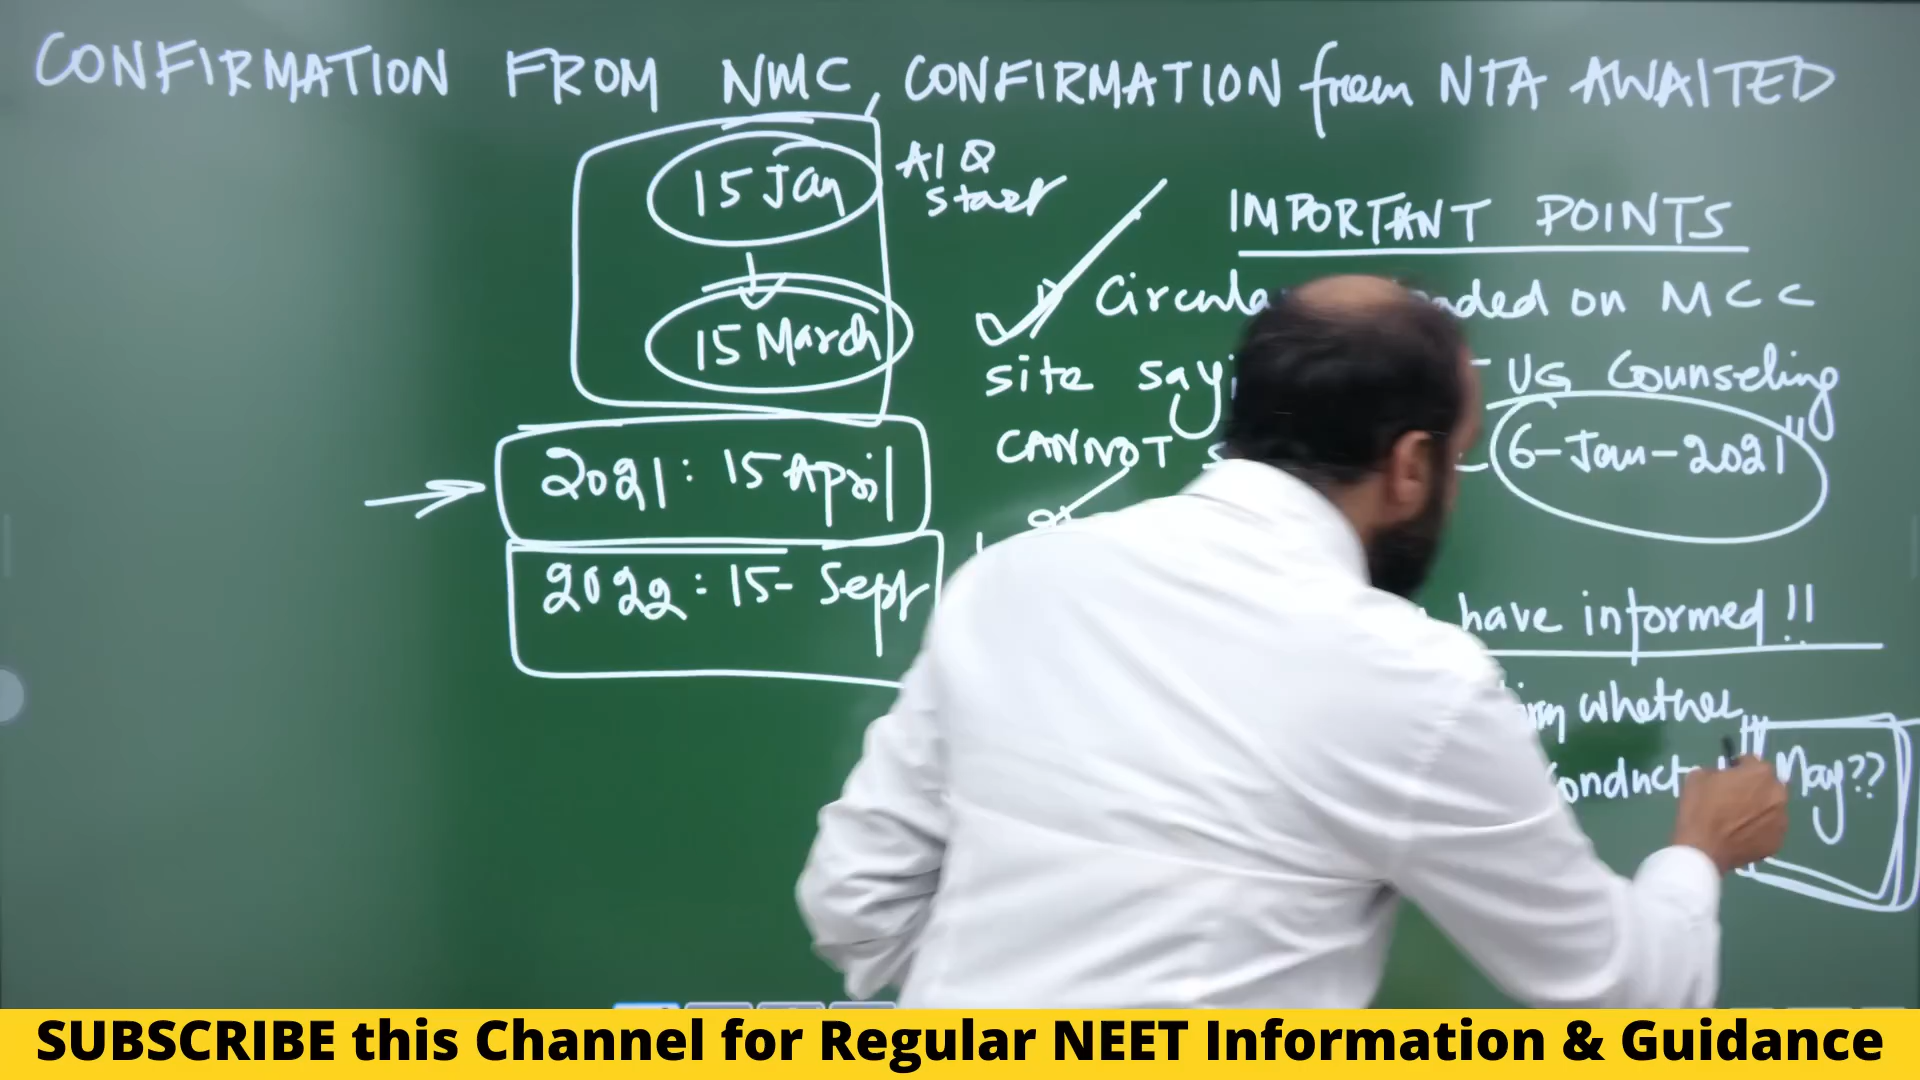 CONFIRMATION FROM NMC, CONFIRMATION from NTA AWAITED
15 Jan
AIQ
start
15 March
2021: 15 April
2022: 15- Sept
IMPORTANT POINTS
on MCC
site
UG Counseling
CANNOT
6-Jan-2021"
have informed!!
whether
May??
SUBSCRIBE this Channel for Regular NEET Information & Guidance